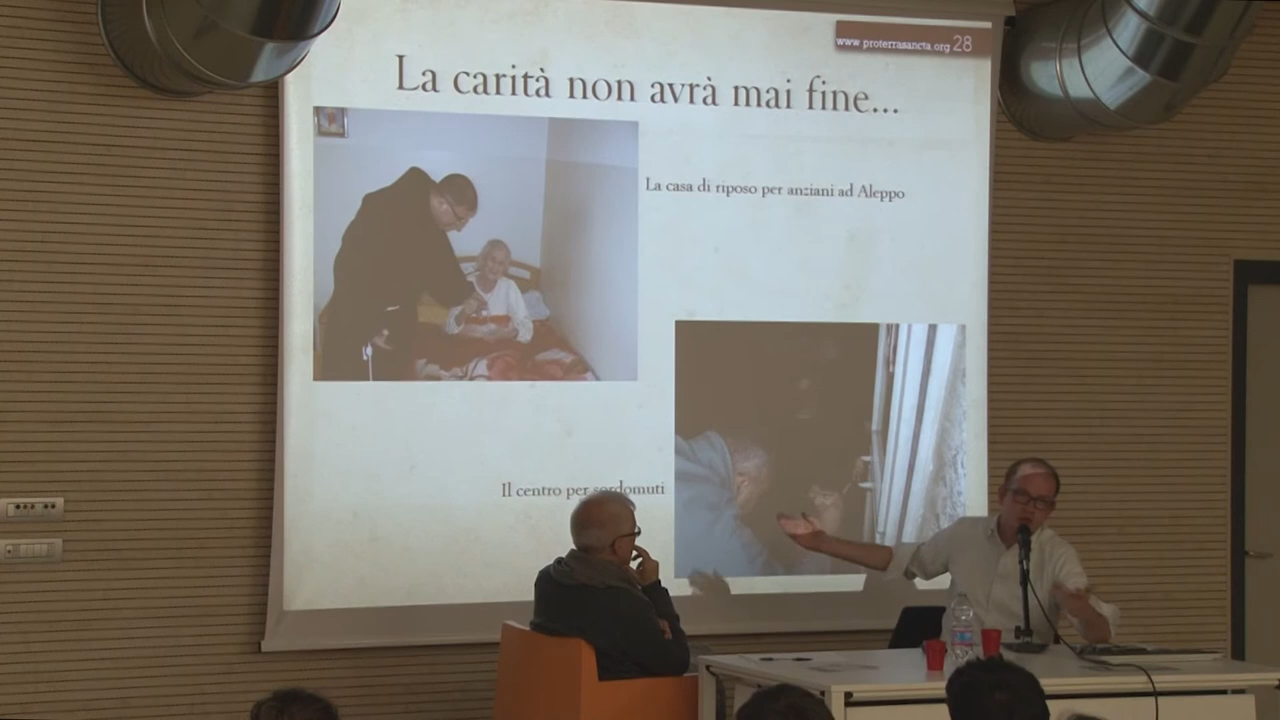 www.proterrasancta.org 28
La carità non avrà mai fine...
La casa di riposo per anziani ad Aleppo
Il centro per sordomuti